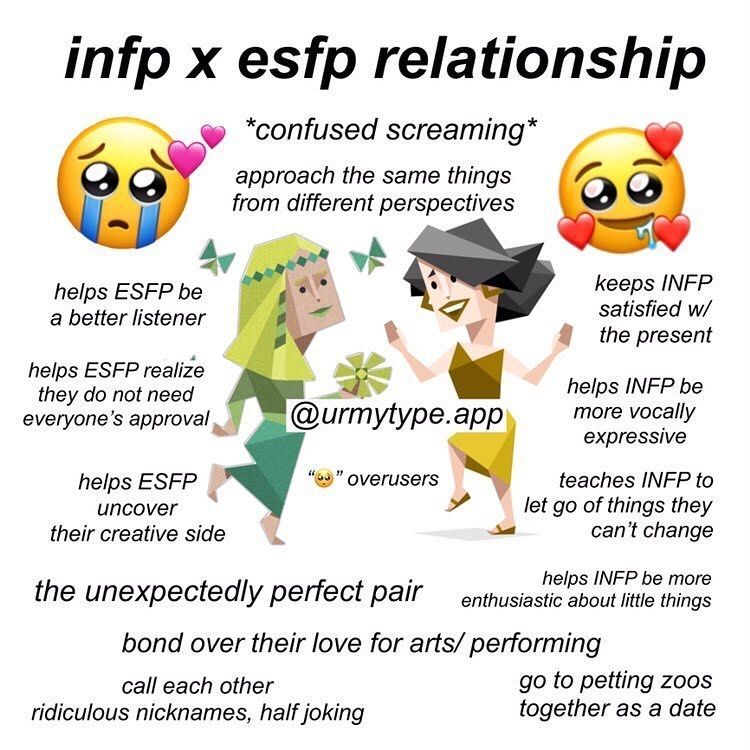 infp x esfp relationship
*confused screaming*
approach the same things
from different perspectives
helps ESFP be
a better listener
helps ESFP realize
they do not need
everyone's approval
helps ESFP
uncover
their creative side
@urmytype.app
"🥺" overusers
keeps INFP
satisfied w/
the present
helps INFP be
more vocally
expressive
teaches INFP to
let go of things they
can't change
the unexpectedly perfect pair
helps INFP be more
enthusiastic about little things
bond over their love for arts/ performing
call each other
ridiculous nicknames, half joking
go to petting zoos
together as a date